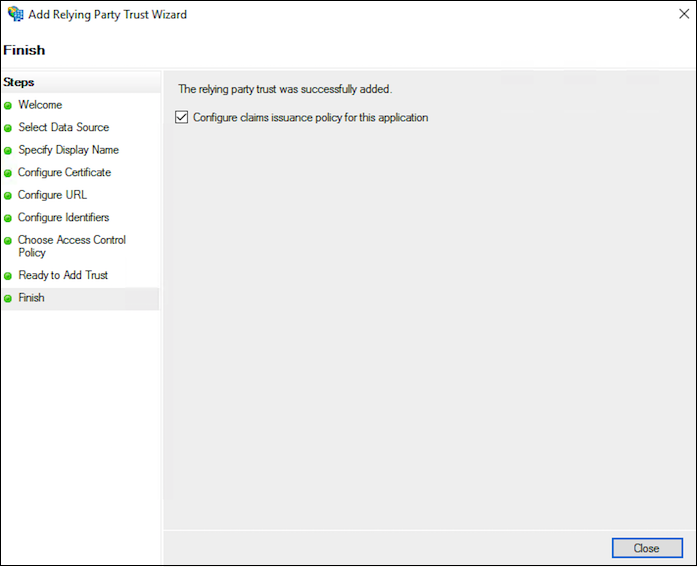 Add Relying Party Trust Wizard
Finish
Steps
Welcome
Select Data Source
Specify Display Name
Configure Certificate
Configure URL
Configure Identifiers
Choose Access Control
Policy
Ready to Add Trust
Finish
The relying party trust was successfully added.
Configure claims issuance policy for this application
Close